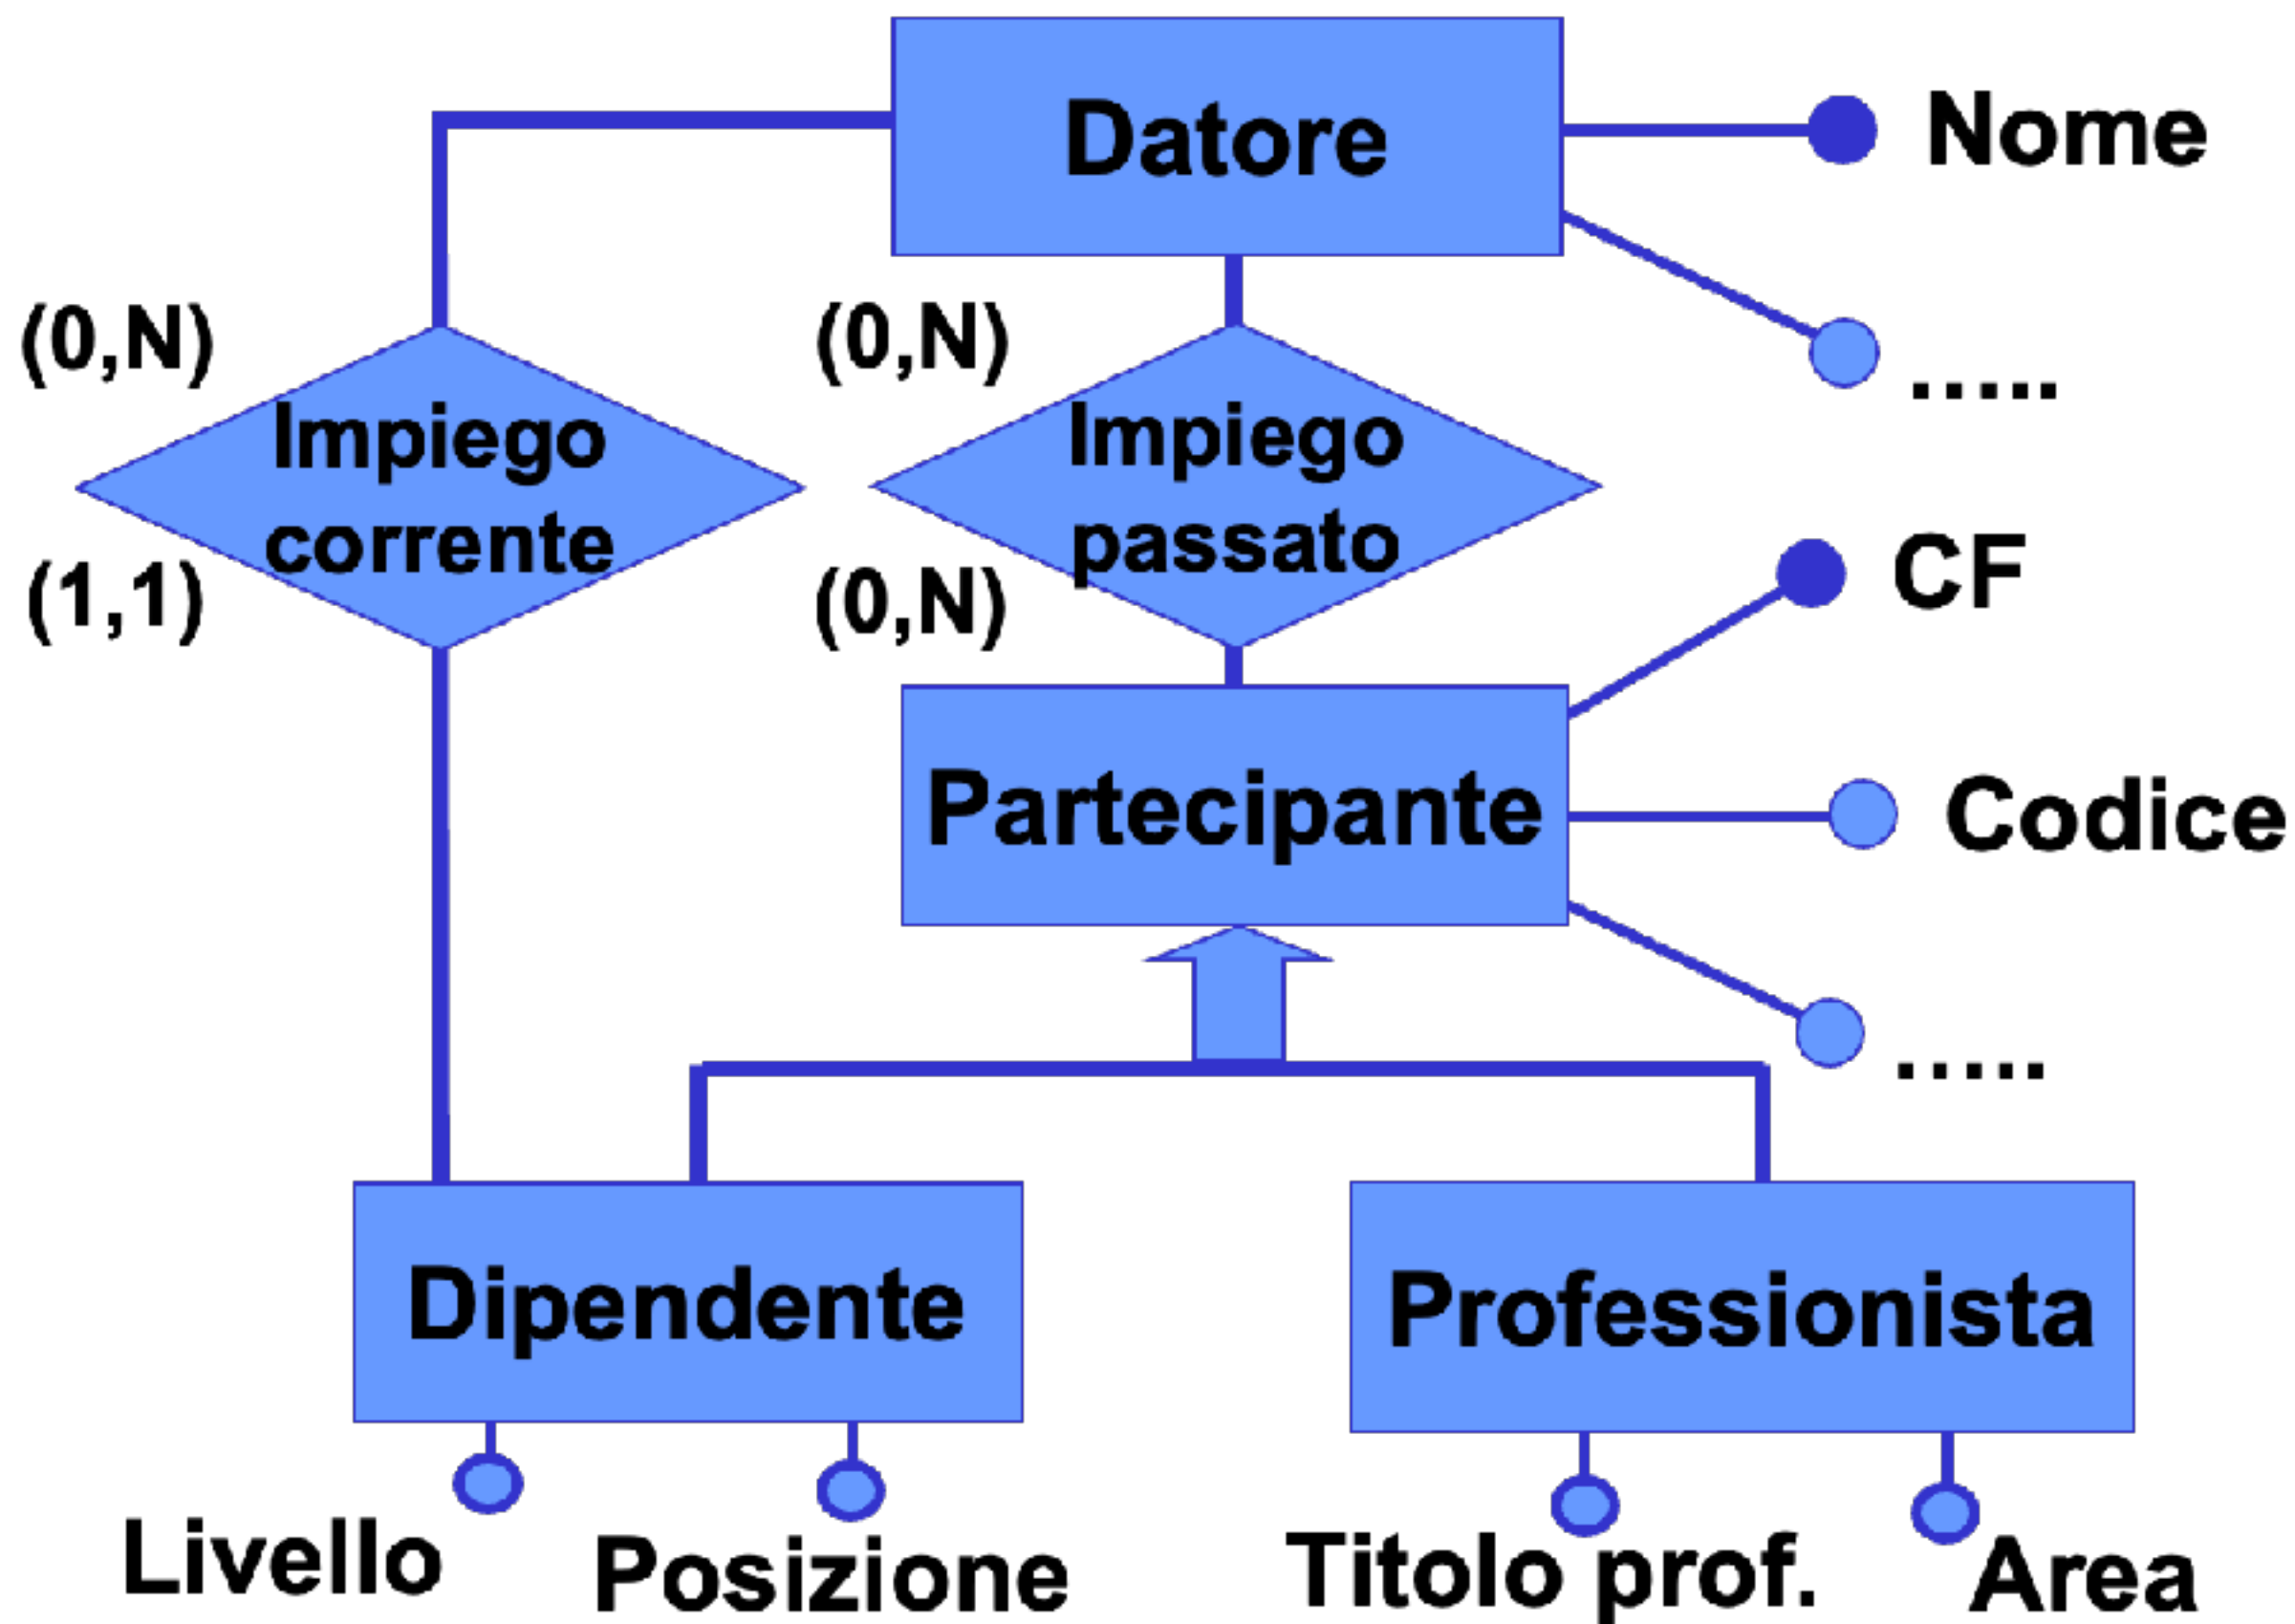 Datore
Nome
.....
(0,N)
(0,N)
Impiego
corrente
Impiego
passato
(1,1)
(0,N)
CF
Partecipante
Codice
.....
Dipendente
Professionista
Livello
Posizione
Titolo prof.
Area